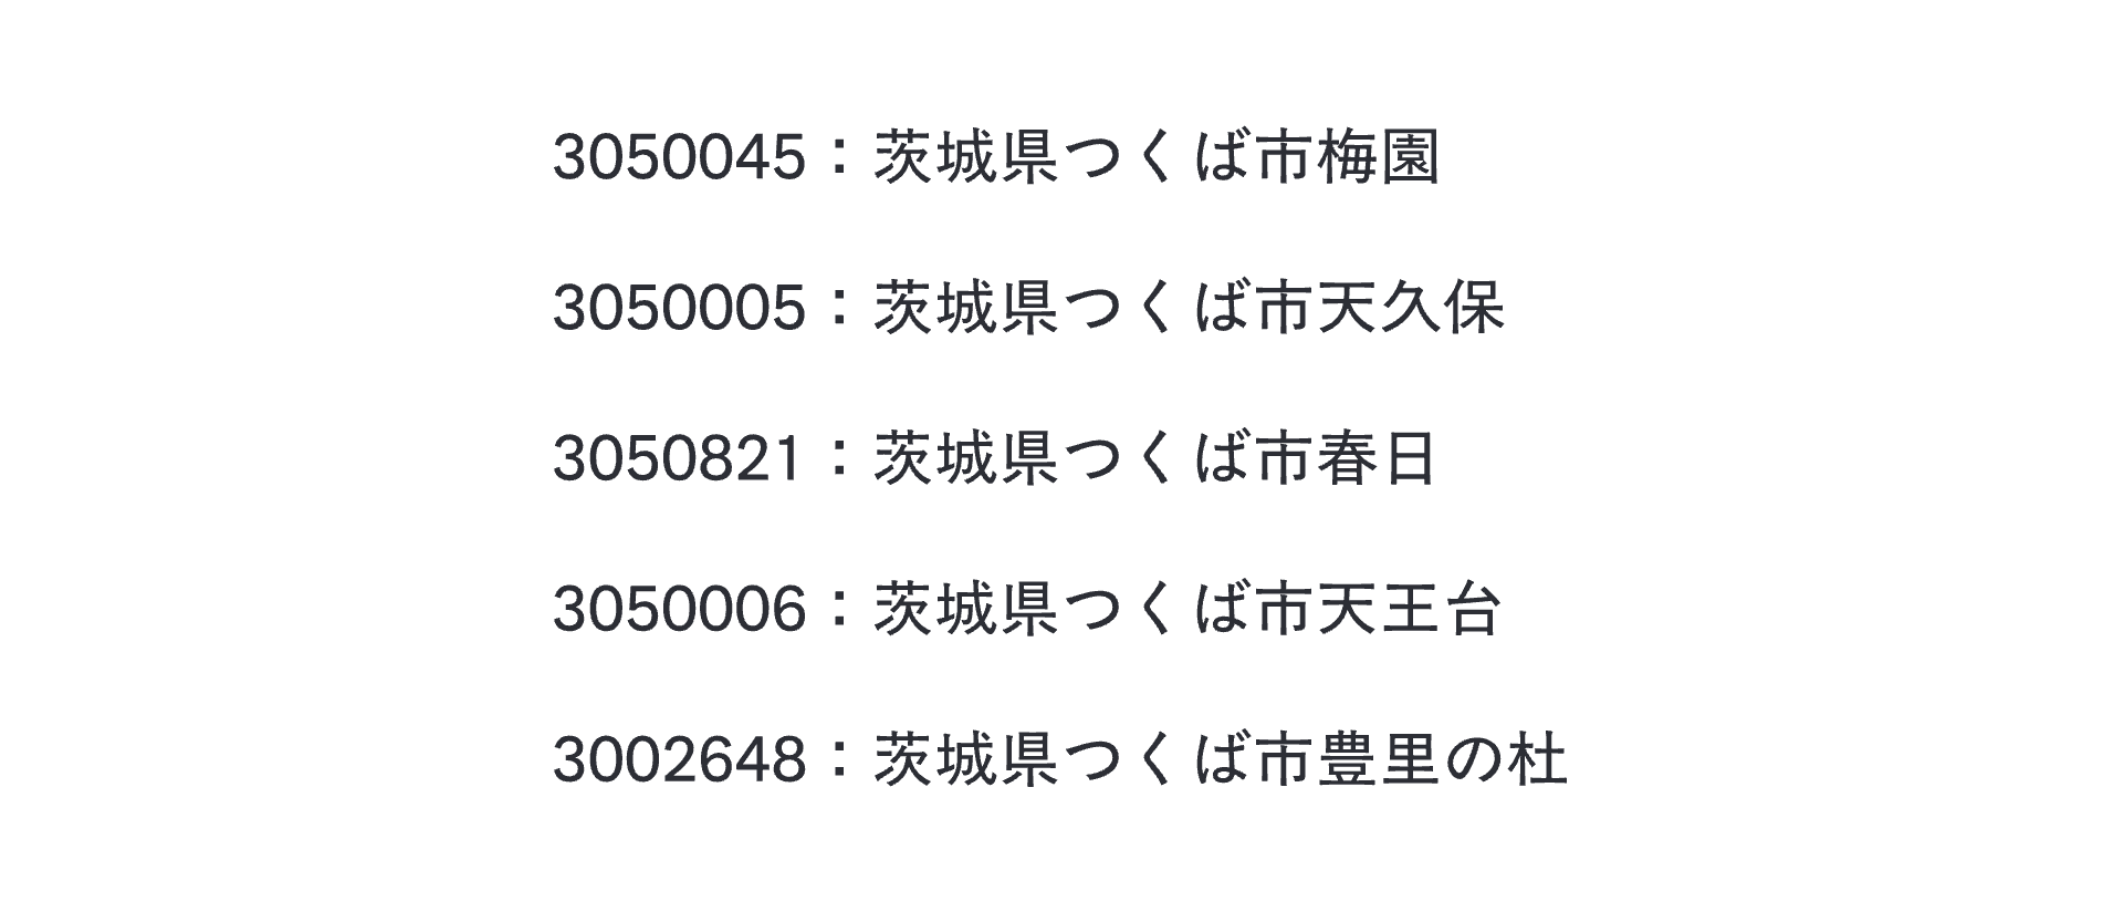 3050045：茨城県つくば市梅園
3050005：茨城県つくば市天久保
3050821：茨城県つくば市春日
3050006：茨城県つくば市天王台
3002648：茨城県つくば市豊里の杜